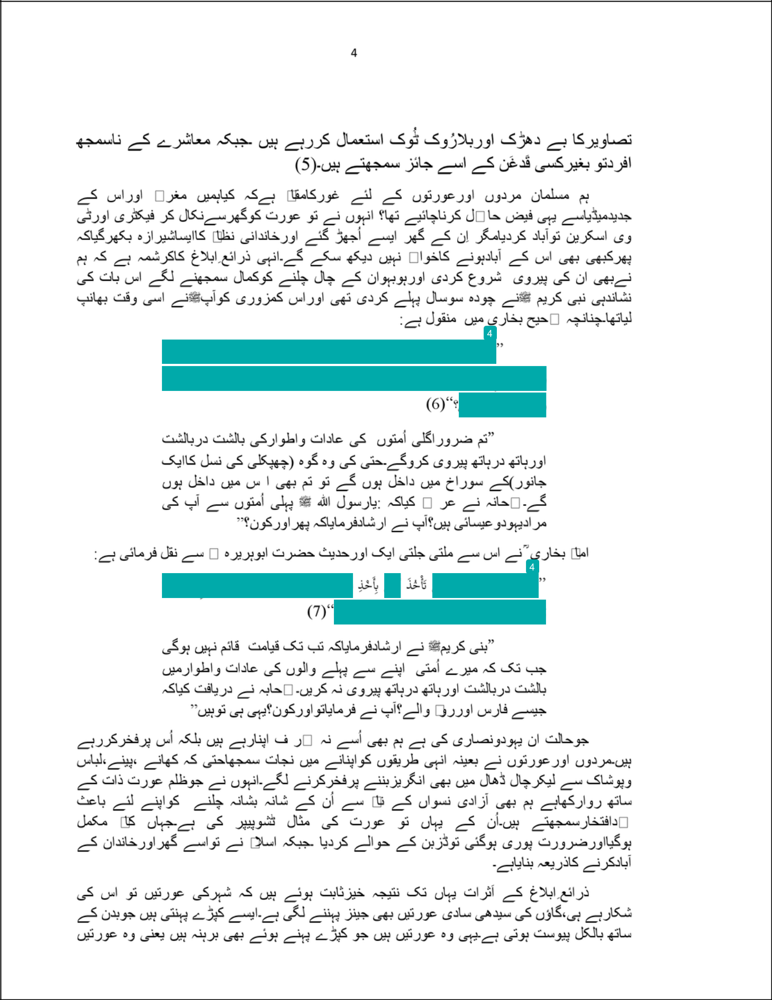 4
تصاویرکا بے دھڑک اوربلارُوک ٹُوک استعمال کررہے ہیں ۔جبکہ معاشرے کے ناسمجھ
افردتو بغیرکسی قَدغَن کے اسے جائز سمجھتے ہیں۔(5)
ہم مسلمان مردوں اورعورتوں کے لئے غورکامقا□ ہےکہ کیاہمیں مغر□ اوراس کے
جدیدمیڈیاسے یہی فیض حا□ل کرناچائیے تھا؟ انہوں نے تو عورت کوگھرسےنکال کر فیکٹری اورٹی
وی اسکرین توآباد کردیامگر اِن کے گھر ایسے اُجھڑ گئے اورخاندانی نظا□ کاایساشیرازہ بکھرگیاکہ
پھرکبھی بھی اس کے آبادہونے کاخوا□ نہیں دیکھ سکے گے۔انہی ذرائع ِابلاغ کاکرشمہ ہے کہ ہم
نےبھی ان کی پیروی شروع کردی اورہوبہوان کے چال چلنے کوکمال سمجھنے لگے اس بات کی
نشاندہی نبی کریم ﷺنے چودہ سوسال پہلے کردی تھی اوراس کمزوری کوآپﷺنے اسی وقت بھانپ
لیاتھا۔چنانچہ □حیح بخاری میں منقول ہے:
4
”
؟“(6)
”تم ضروراگلی اُمتوں کی عادات واطوارکی بالشت دربالشت
اورہاتھ درہاتھ پیروی کروگے۔حتی کی وہ گوہ (چھپکلی کی نسل کاایک
جانور)کے سوراخ میں داخل ہوں گے تو تم بھی ا س میں داخل ہوں
گے۔□حانہ نے عر □ کیاکہ :یارسول اللہ ﷺ پہلی اُمتوں سے آپ کی
مرادیہودوعیسائی ہیں؟آپ نے ارشادفرمایاکہ پھراورکون؟”
اما□ بخاری ؒنے اس سے ملتی جلتی ایک اورحدیث حضرت ابوہریرہ □ سے نقل فرمائی ہے:
4
” تَأْخُذَ بِأَخْذِ
“(7)
”بنی کریمﷺ نے ارشادفرمایاکہ تب تک قیامت قائم نہیں ہوگی
جب تک کہ میرے اُمتی اپنے سے پہلے والوں کی عادات واطوارمیں
بالشت دربالشت اورہاتھ درہاتھ پیروی نہ کریں۔□حابہ نے دریافت کیاکہ
جیسے فارس اوررو□ والے؟آپ نے فرمایاتواورکون؟یہی ہی توہیں”
جوحالت ان یہودونصاری کی ہے ہم بھی اُسے نہ □ر ف اپنارہے ہیں بلکہ اُس پرفخرکررہے
ہیں۔مردوں اورعورتوں نے بعینہ انہی طریقوں کواپنانے میں نجات سمجھاحتی کہ کھانے ،پینے،لباس
وپوشاک سے لیکرچال ڈھال میں بھی انگریزبننے پرفخرکرنے لگے۔انہوں نے جوظلم عورت ذات کے
ساتھ روارکھاہے ہم بھی آزادی نسواں کے نا□ سے اُن کے شانہ بشانہ چلنے کواپنے لئے باعث
□دافتخارسمجھتے ہیں۔اُن کے یہاں تو عورت کی مثال ٹشوپیپر کی ہے۔جہاں کا□ مکمل
ہوگیااورضرورت پوری ہوگئی توڈزبن کے حوالے کردیا ۔جبکہ اسلا□ نے تواسے گھراورخاندان کے
آبادکرنے کاذریعہ بنایاہے۔
ذرائع ِابلاغ کے اَثرات یہاں تک نتیجہ خیزثابت ہوئے ہیں کہ شہرکی عورتیں تو اس کی
شکارہے ہی،گاؤں کی سیدھی سادی عورتیں بھی جینز پہننے لگی ہے۔ایسے کپڑے پہنتی ہیں جوبدن کے
ساتھ بالکل پیوست ہوتی ہے۔یہی وہ عورتیں ہیں جو کپڑے پہنے ہوئے بھی برہنہ ہیں یعنی وہ عورتیں